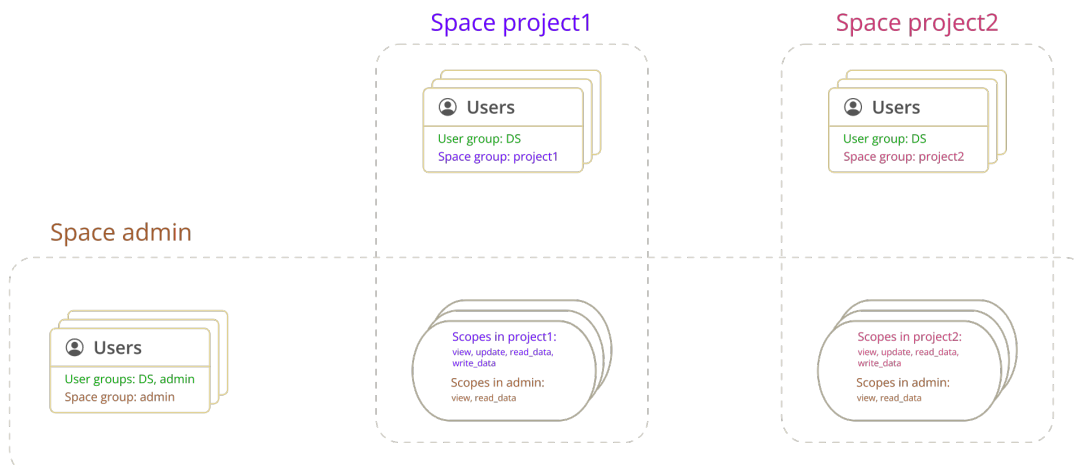 Space project1
Space project2
Users
User group: DS
Space group: project1
Users
User group: DS
Space group: project2
Space admin
Users
User groups: DS, admin
Space group: admin
Scopes in project1:
view, update, read_data,
write_data
Scopes in admin:
view, read_data
Scopes in project2:
view, update, read_data,
write_data
Scopes in admin:
view, read_data